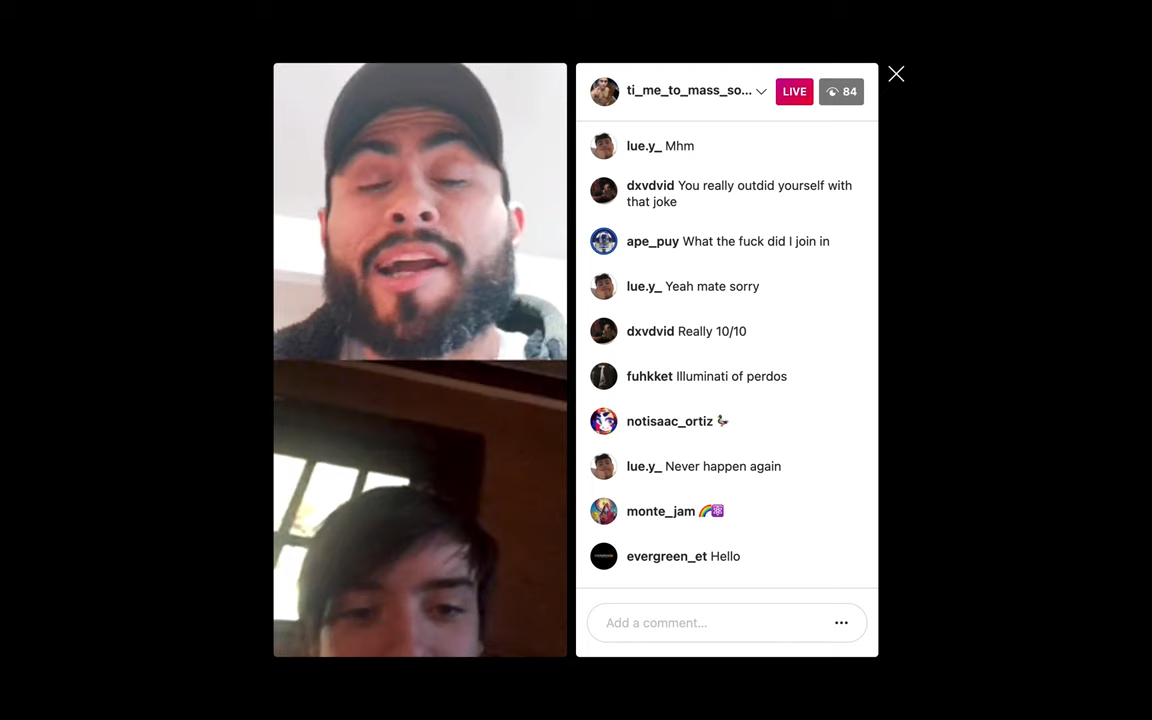 ti_me_to_mass_so...
LIVE
84
lue.y_ Mhm
dxvdvid You really outdid yourself with
that joke
ape_puy What the fuck did I join in
lue.y_ Yeah mate sorry
dxvdvid Really 10/10
fuhkket Illuminati of perdos
notisaac_ortiz 🦆
lue.y_ Never happen again
monte_jam 🌈⚛️
evergreen_et Hello
Add a comment...